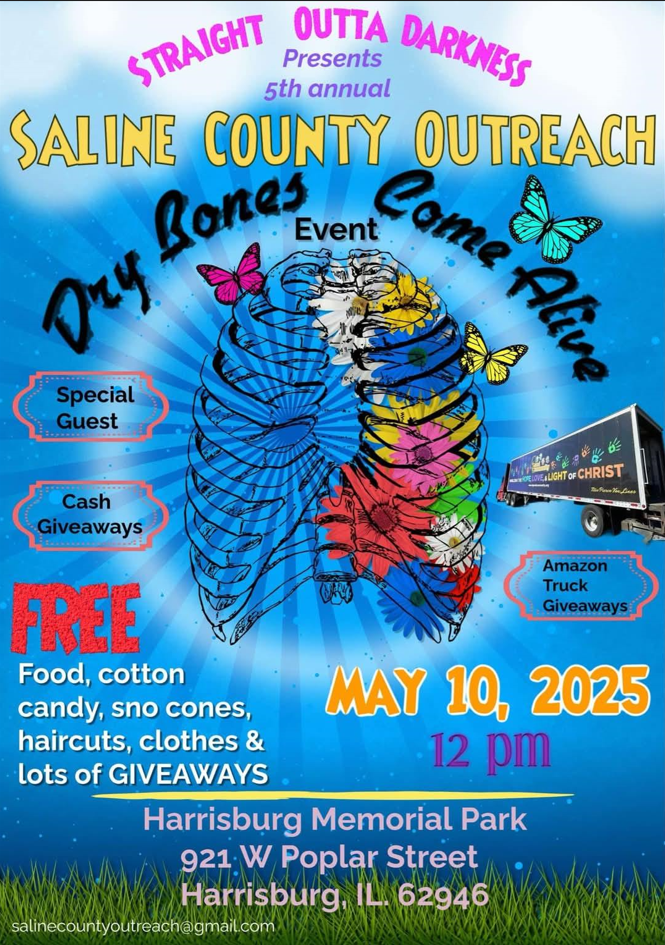 STRAIGHT OUTTA DARKNESS
Presents
5th annual
SALINE COUNTY OUTREACH
Dry Bones Come Alive
Event
Special
Guest
Cash
Giveaways
HOPE, LOVE, & LIGHT OF CHRIST
Amazon
Truck
Giveaways
FREE
Food, cotton
candy, sno cones,
haircuts, clothes &
lots of GIVEAWAYS
MAY 10, 2025
12 pm
Harrisburg Memorial Park
921 W Poplar Street
Harrisburg, IL. 62946
salinecountyoutreach@gmail.com